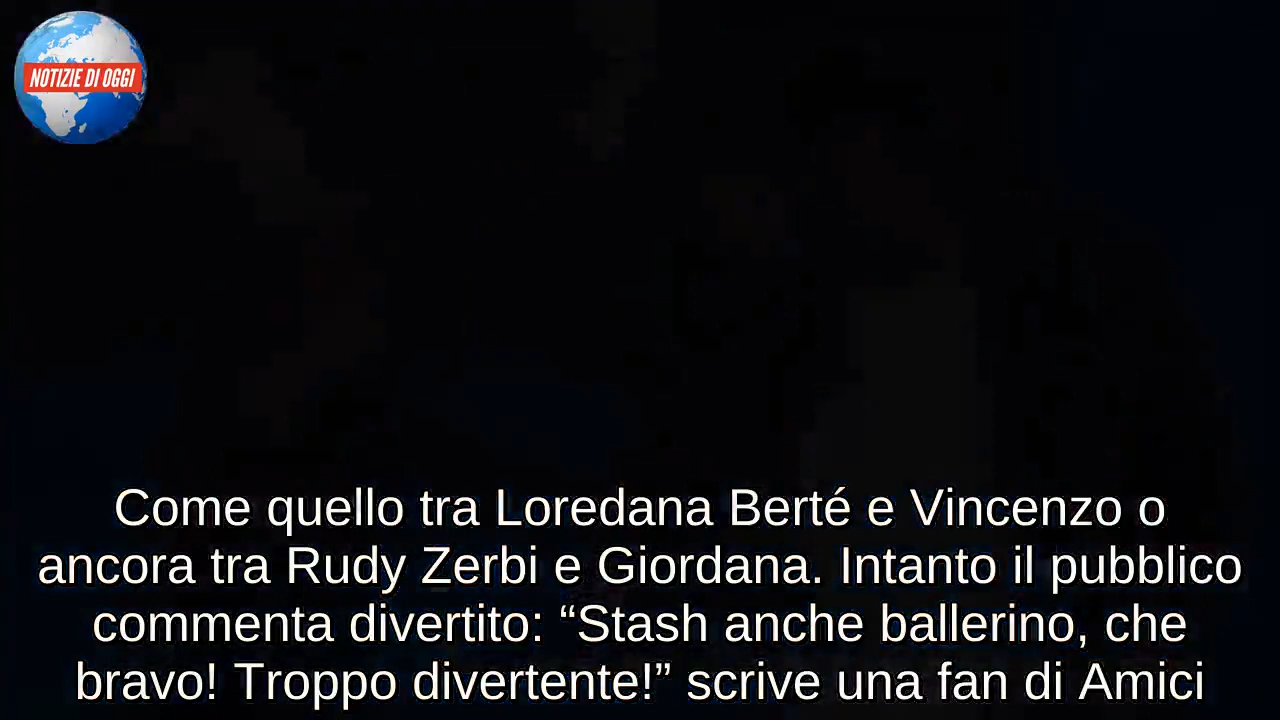 NOTIZIE DI OGGI
Come quello tra Loredana Berté e Vincenzo o
ancora tra Rudy Zerbi e Giordana. Intanto il pubblico
commenta divertito: “Stash anche ballerino, che
bravo! Troppo divertente!” scrive una fan di Amici